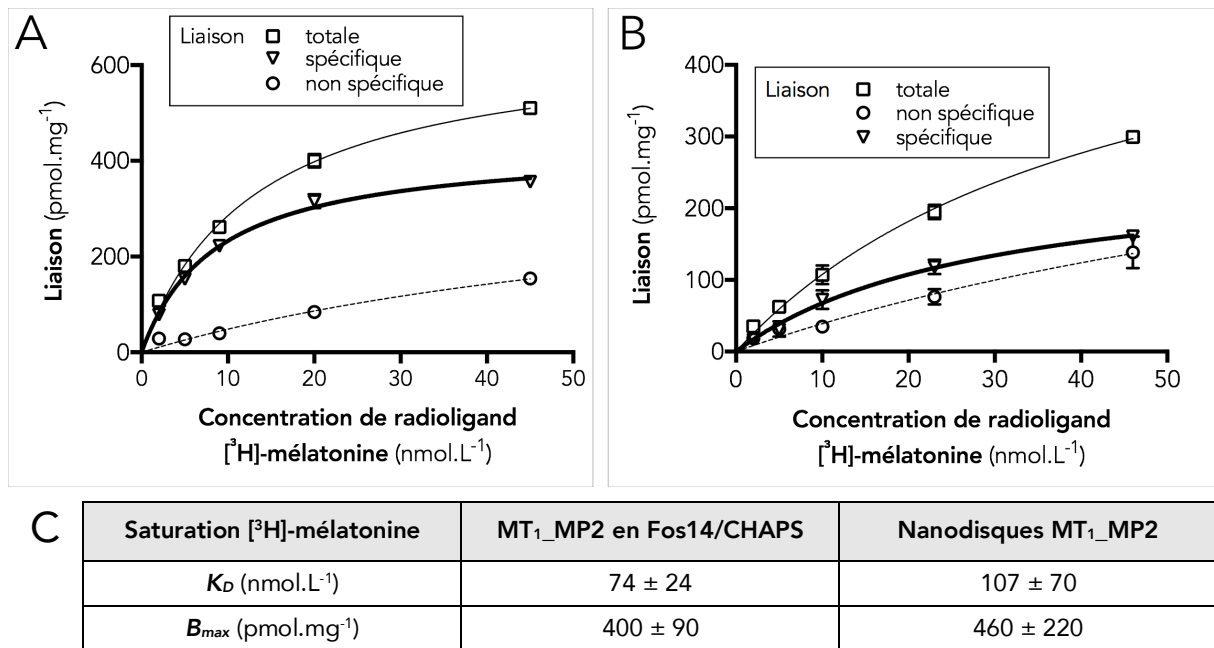 A
Liaison
totale
spécifique
non spécifique
600
400
200
0
Liaison (pmol.mg⁻¹)
0 10 20 30 40 50
Concentration de radioligand
[³H]-mélatonine (nmol.L⁻¹)
B
Liaison
totale
non spécifique
spécifique
400
300
200
100
0
Liaison (pmol.mg⁻¹)
0 10 20 30 40 50
Concentration de radioligand
[³H]-mélatonine (nmol.L⁻¹)
C
Saturation [³H]-mélatonine MT₁_MP2 en Fos14/CHAPS Nanodisques MT₁_MP2
K_D (nmol.L⁻¹) 74 ± 24 107 ± 70
B_max (pmol.mg⁻¹) 400 ± 90 460 ± 220